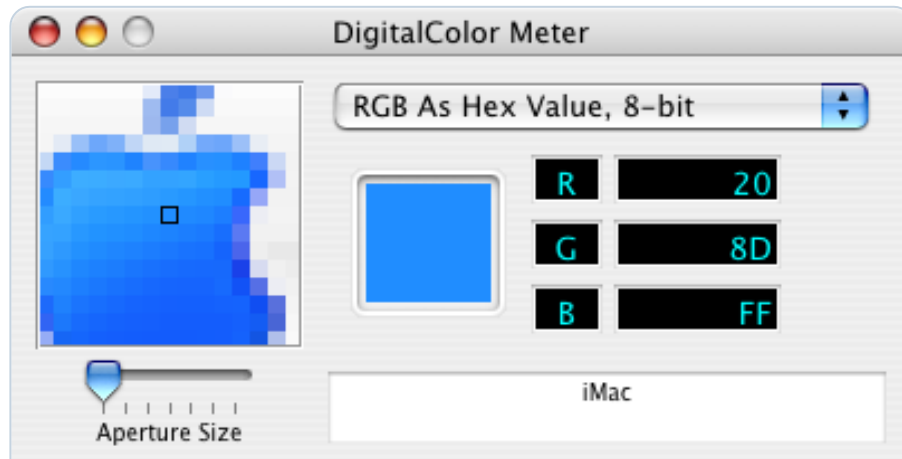 DigitalColor Meter
RGB As Hex Value, 8-bit
R 20
G 8D
B FF
Aperture Size
iMac